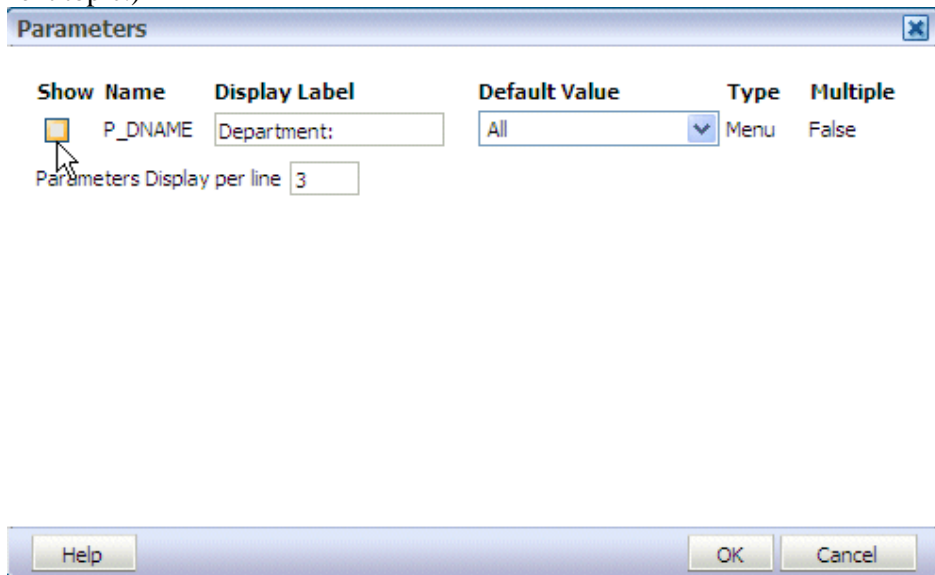 Parameters
Show Name Display Label Default Value Type Multiple
P_DNAME Department: All Menu False
Parameters Display per line 3
Help OK Cancel